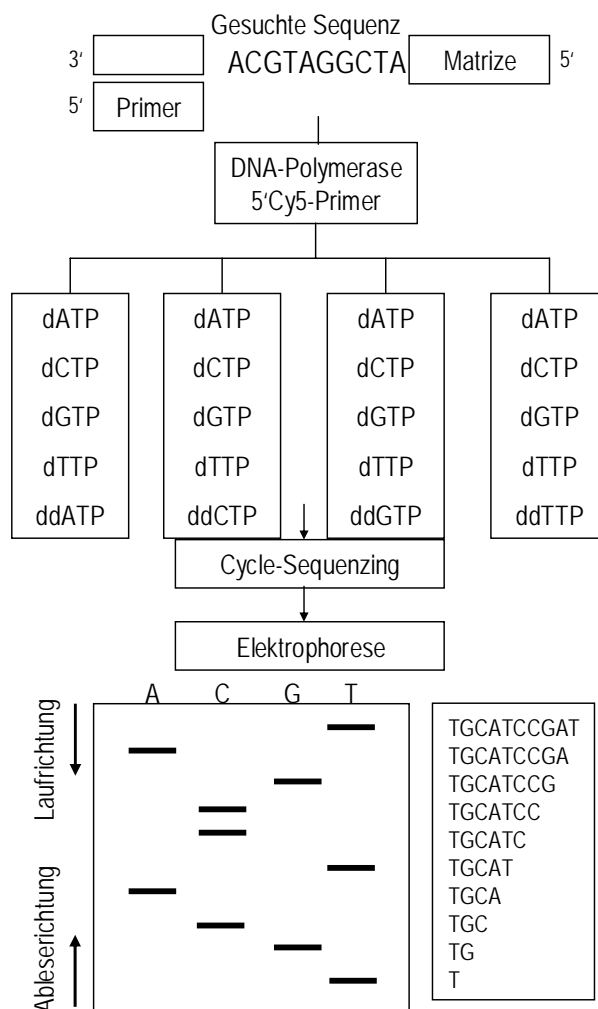 Gesuchte Sequenz
3‘ ACGTAGGCTA Matrize 5‘
5‘ Primer
DNA-Polymerase
5‘Cy5-Primer
dATP dATP dATP dATP
dCTP dCTP dCTP dCTP
dGTP dGTP dGTP dGTP
dTTP dTTP dTTP dTTP
ddATP ddCTP ddGTP ddTTP
Cycle-Sequenzing
Elektrophorese
A C G T
Laufrichtung
Ableserichtung
TGCATCCGAT
TGCATCCGA
TGCATCCG
TGCATCC
TGCATC
TGCAT
TGCA
TGC
TG
T